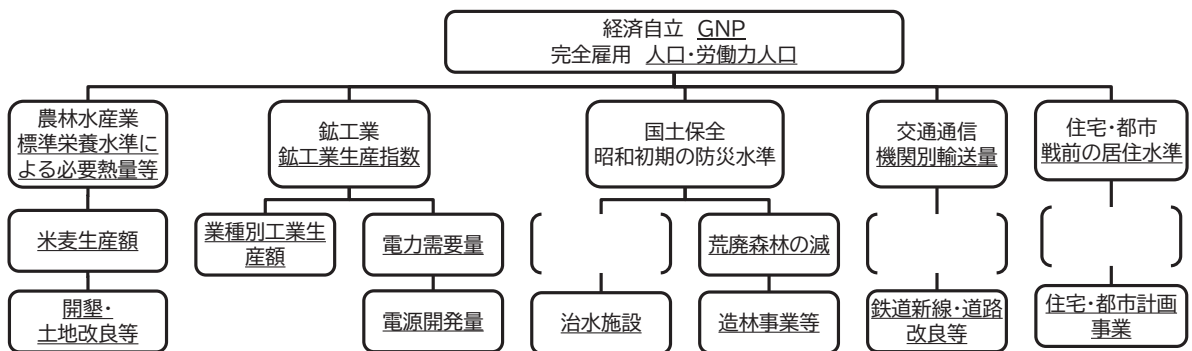 経済自立 GNP
完全雇用 人口・労働力人口
農林水産業
標準栄養水準に
よる必要熱量等
鉱工業
鉱工業生産指数
国土保全
昭和初期の防災水準
交通通信
機関別輸送量
住宅・都市
戦前の居住水準
米麦生産額
業種別工業生
産額
電力需要量
荒廃森林の減
開墾・
土地改良等
電源開発量
治水施設
造林事業等
鉄道新線・道路
改良等
住宅・都市計画
事業